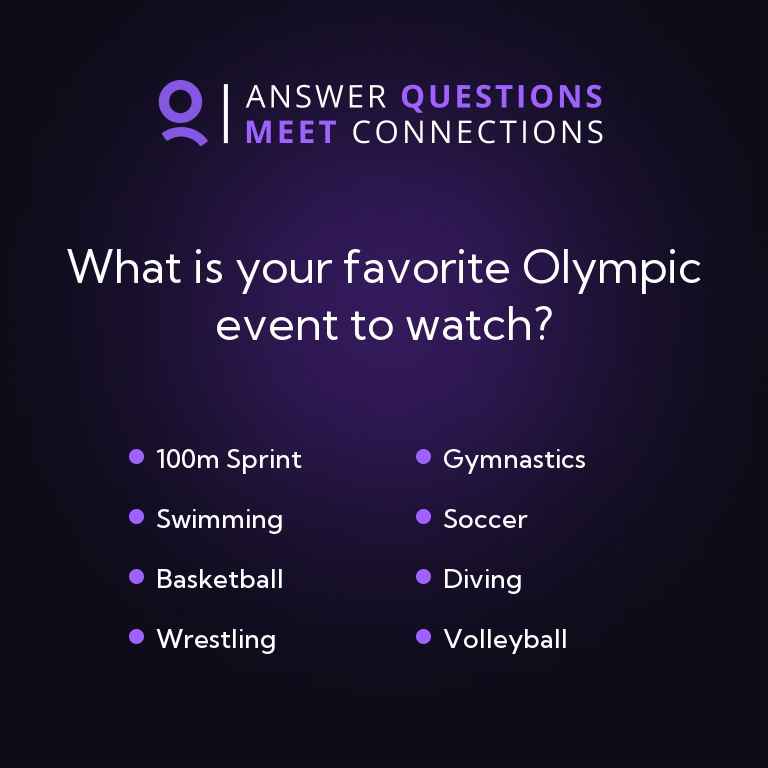 ANSWER QUESTIONS
MEET CONNECTIONS
What is your favorite Olympic
event to watch?
100m Sprint
Swimming
Basketball
Wrestling
Gymnastics
Soccer
Diving
Volleyball